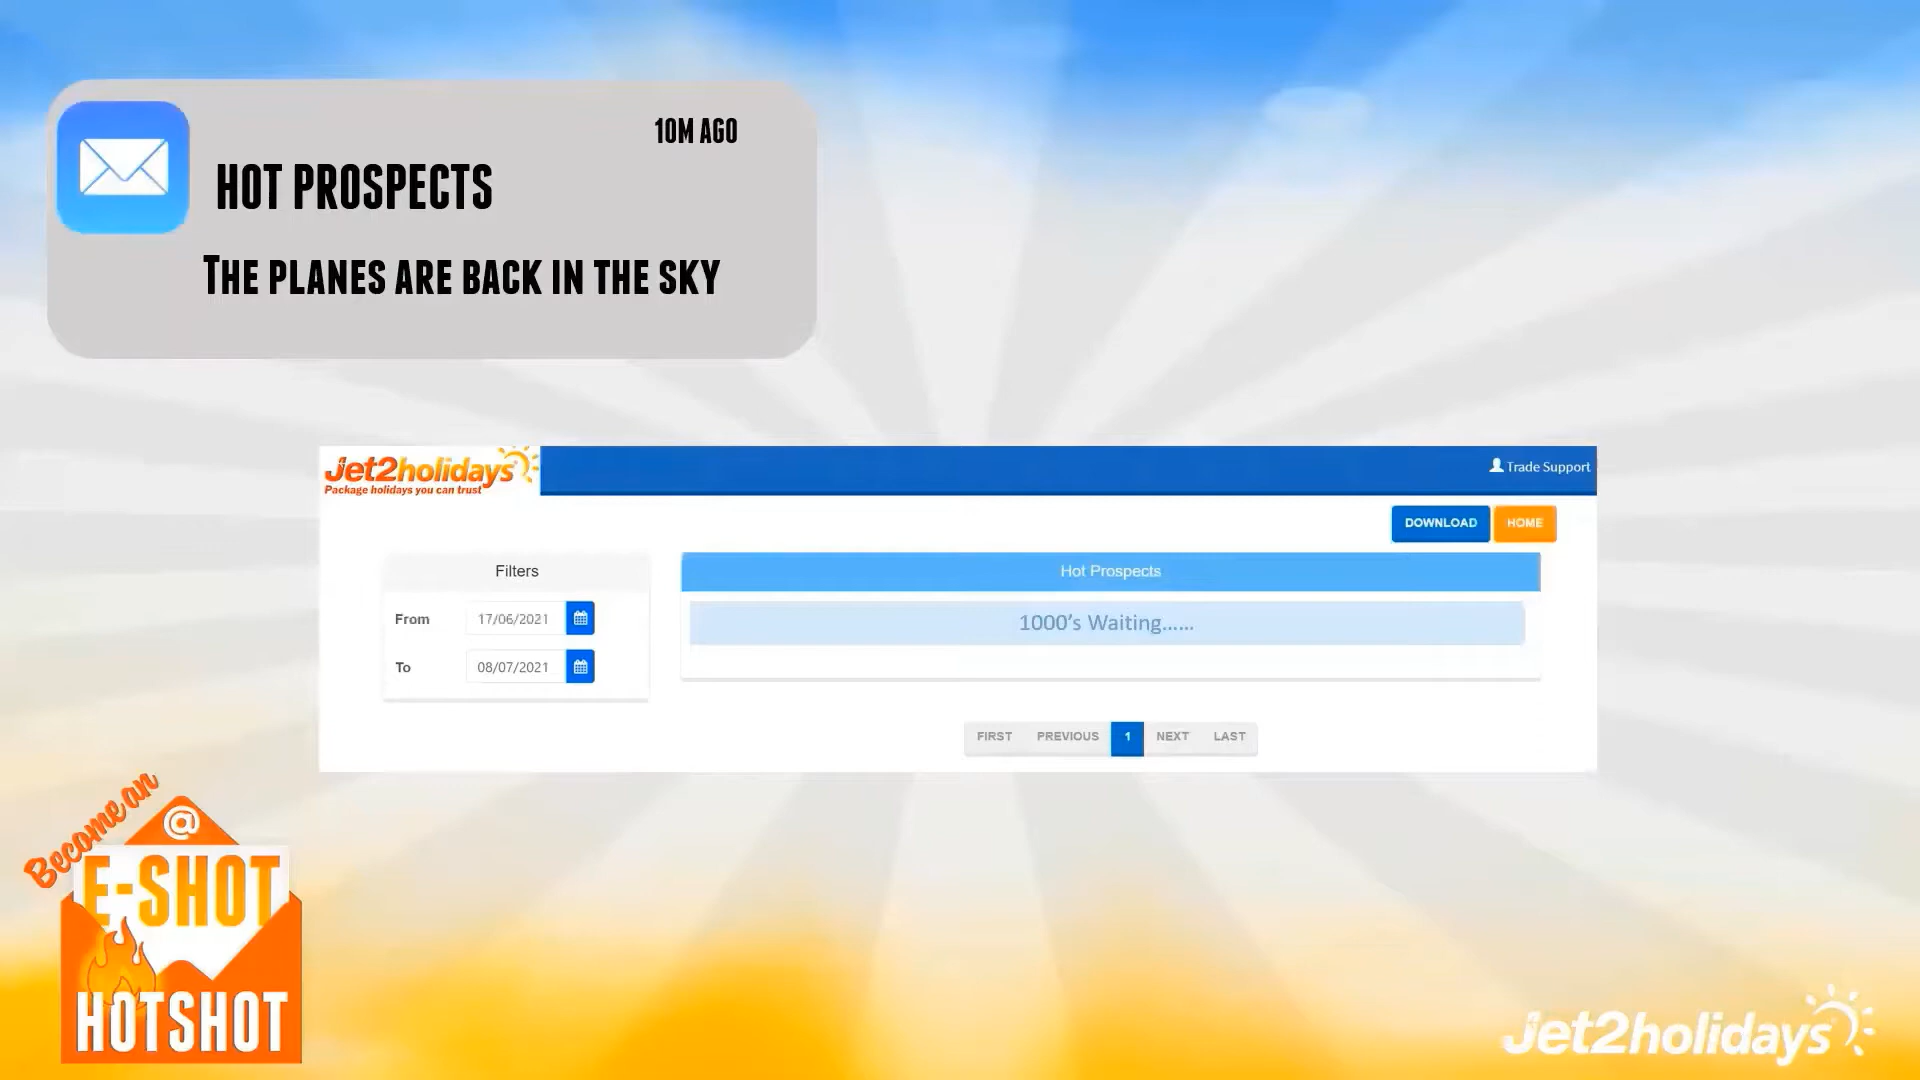 10M AGO
HOT PROSPECTS
THE PLANES ARE BACK IN THE SKY
Jet2holidays
Package holidays you can trust
Trade Support
DOWNLOAD HOME
Filters
From 17/06/2021
To 08/07/2021
Hot Prospects
1000's Waiting......
FIRST PREVIOUS 1 NEXT LAST
Become an
@
E-SHOT
HOTSHOT
Jet2holidays